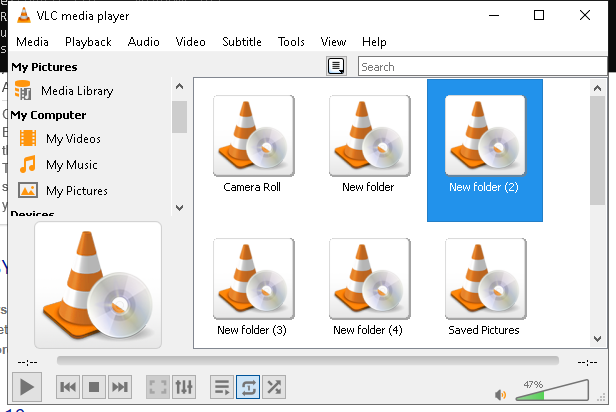 VLC media player
Media Playback Audio Video Subtitle Tools View Help
My Pictures
Search
Media Library
My Computer
My Videos
My Music
My Pictures
Devices
Camera Roll
New folder
New folder (2)
New folder (3)
New folder (4)
Saved Pictures
--:--
--:--
47%